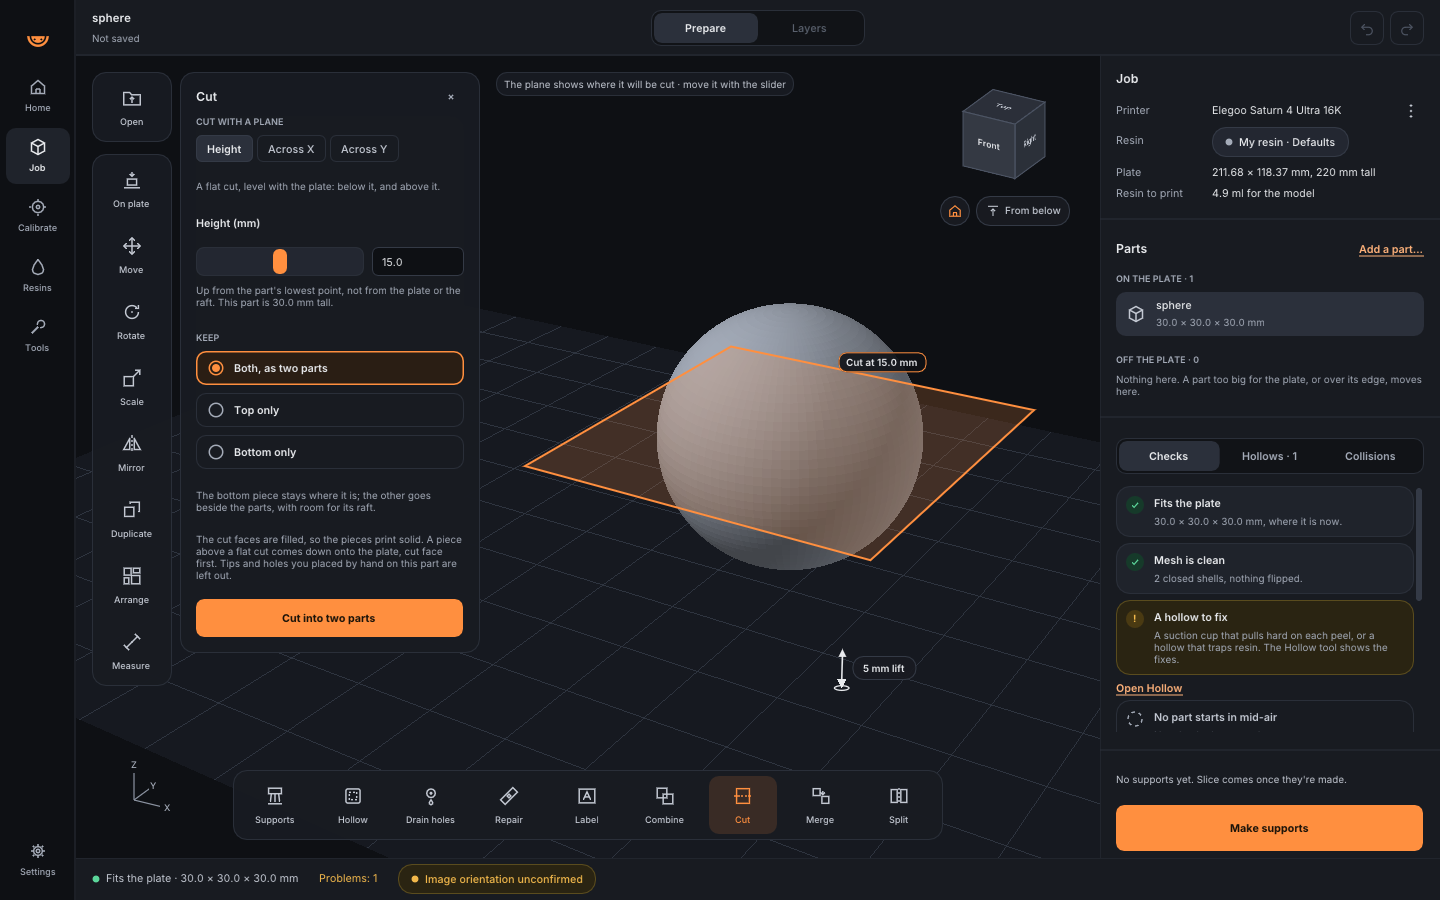 sphere
Not saved
Prepare
Layers
Home
Job
Calibrate
Resins
Tools
Settings
Open
On plate
Move
Rotate
Scale
Mirror
Duplicate
Arrange
Measure
Cut
×
CUT WITH A PLANE
Height
Across X
Across Y
A flat cut, level with the plate: below it, and above it.
Height (mm)
15.0
Up from the part's lowest point, not from the plate or the
raft. This part is 30.0 mm tall.
KEEP
Both, as two parts
Top only
Bottom only
The bottom piece stays where it is; the other goes
beside the parts, with room for its raft.
The cut faces are filled, so the pieces print solid. A piece
above a flat cut comes down onto the plate, cut face
first. Tips and holes you placed by hand on this part are
left out.
Cut into two parts
The plane shows where it will be cut · move it with the slider
Top
Front
Right
From below
Cut at 15.0 mm
5 mm lift
Z
Y
X
Supports
Hollow
Drain holes
Repair
Label
Combine
Cut
Merge
Split
Job
Printer
Elegoo Saturn 4 Ultra 16K
Resin
My resin · Defaults
Plate
211.68 × 118.37 mm, 220 mm tall
Resin to print
4.9 ml for the model
Parts
Add a part...
ON THE PLATE · 1
sphere
30.0 × 30.0 × 30.0 mm
OFF THE PLATE · 0
Nothing here. A part too big for the plate, or over its edge, moves
here.
Checks
Hollows · 1
Collisions
Fits the plate
30.0 × 30.0 × 30.0 mm, where it is now.
Mesh is clean
2 closed shells, nothing flipped.
A hollow to fix
A suction cup that pulls hard on each peel, or a
hollow that traps resin. The Hollow tool shows the
fixes.
Open Hollow
No part starts in mid-air
No supports yet. Slice comes once they're made.
Make supports
Fits the plate · 30.0 × 30.0 × 30.0 mm
Problems: 1
Image orientation unconfirmed